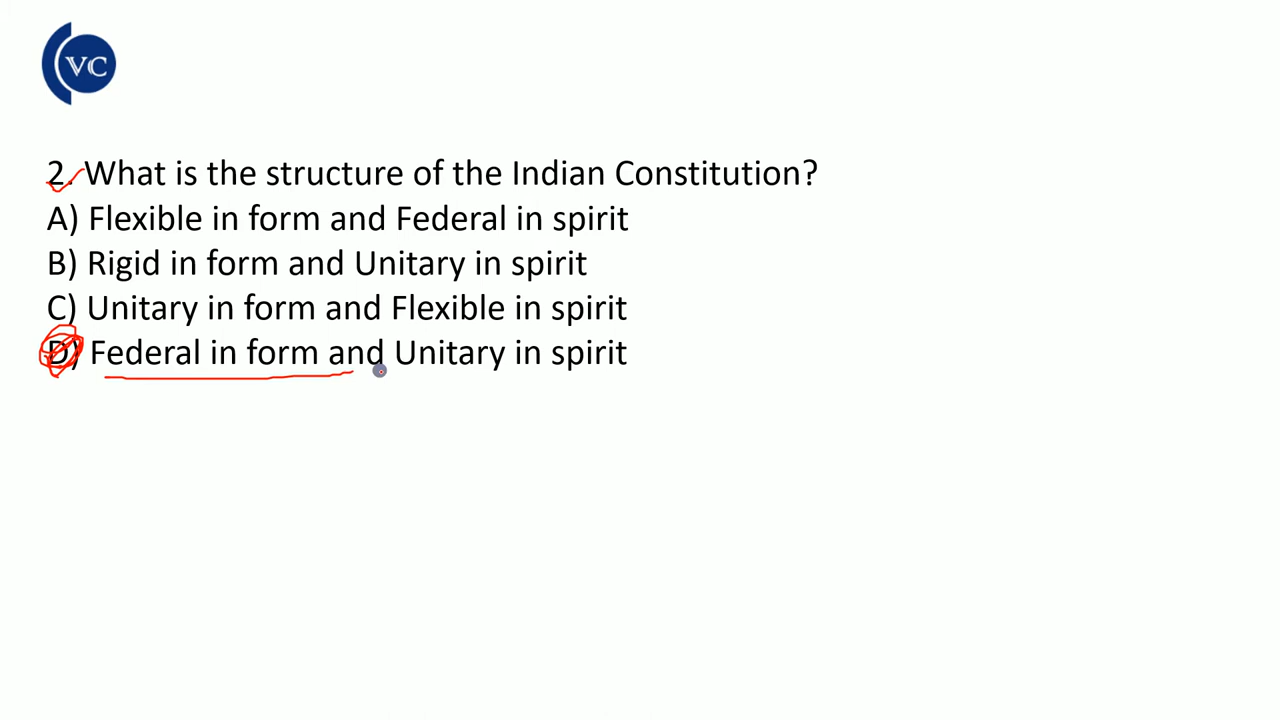 VC
2. What is the structure of the Indian Constitution?
A) Flexible in form and Federal in spirit
B) Rigid in form and Unitary in spirit
C) Unitary in form and Flexible in spirit
D) Federal in form and Unitary in spirit